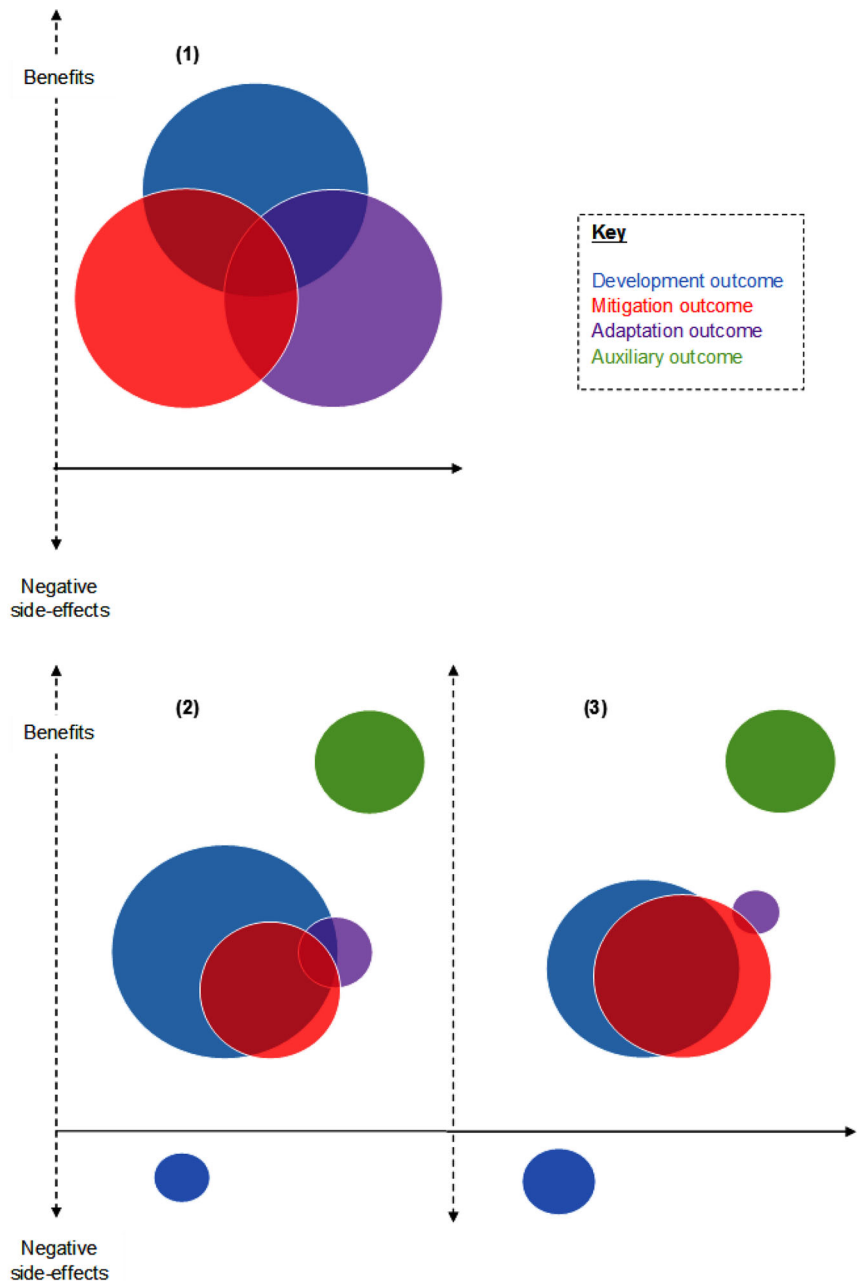 (1)
Benefits
Key
Development outcome
Mitigation outcome
Adaptation outcome
Auxiliary outcome
Negative
side-effects
(2)
(3)
Benefits
Negative
side-effects